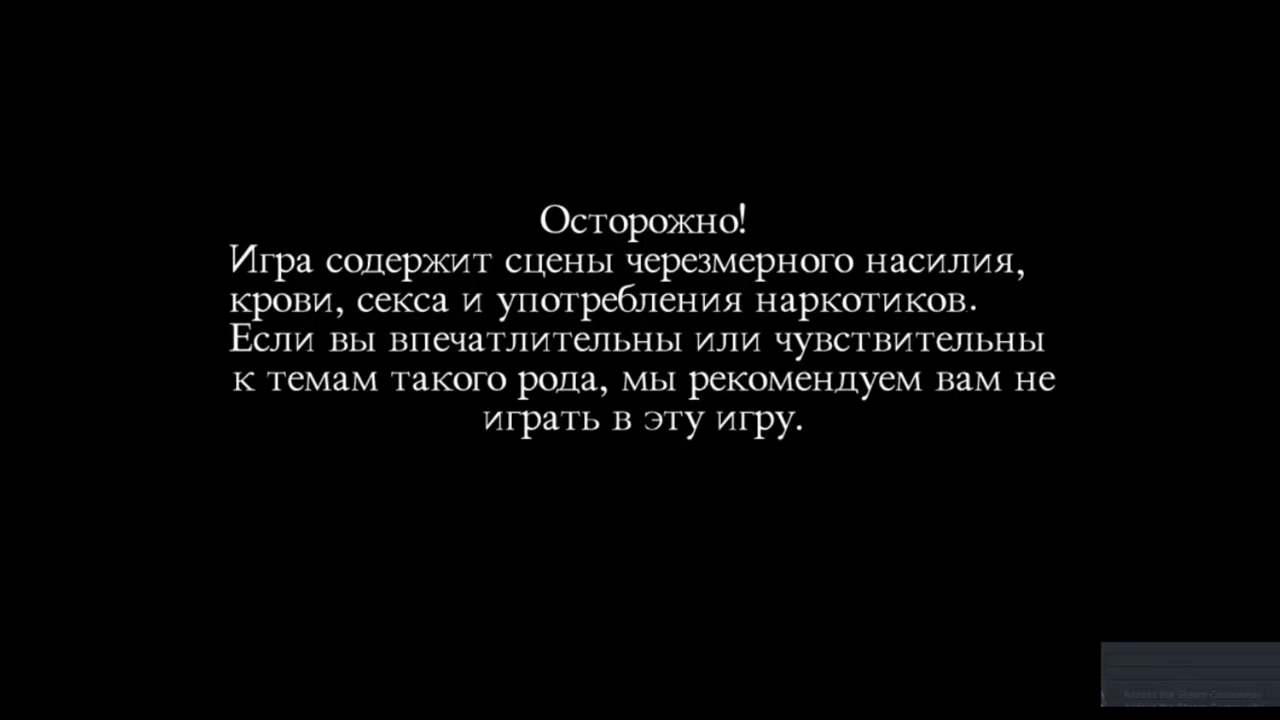 Осторожно!
Игра содержит сцены черезмерного насилия,
крови, секса и употребления наркотиков.
Если вы впечатлительны или чувствительны
к темам такого рода, мы рекомендуем вам не
играть в эту игру.